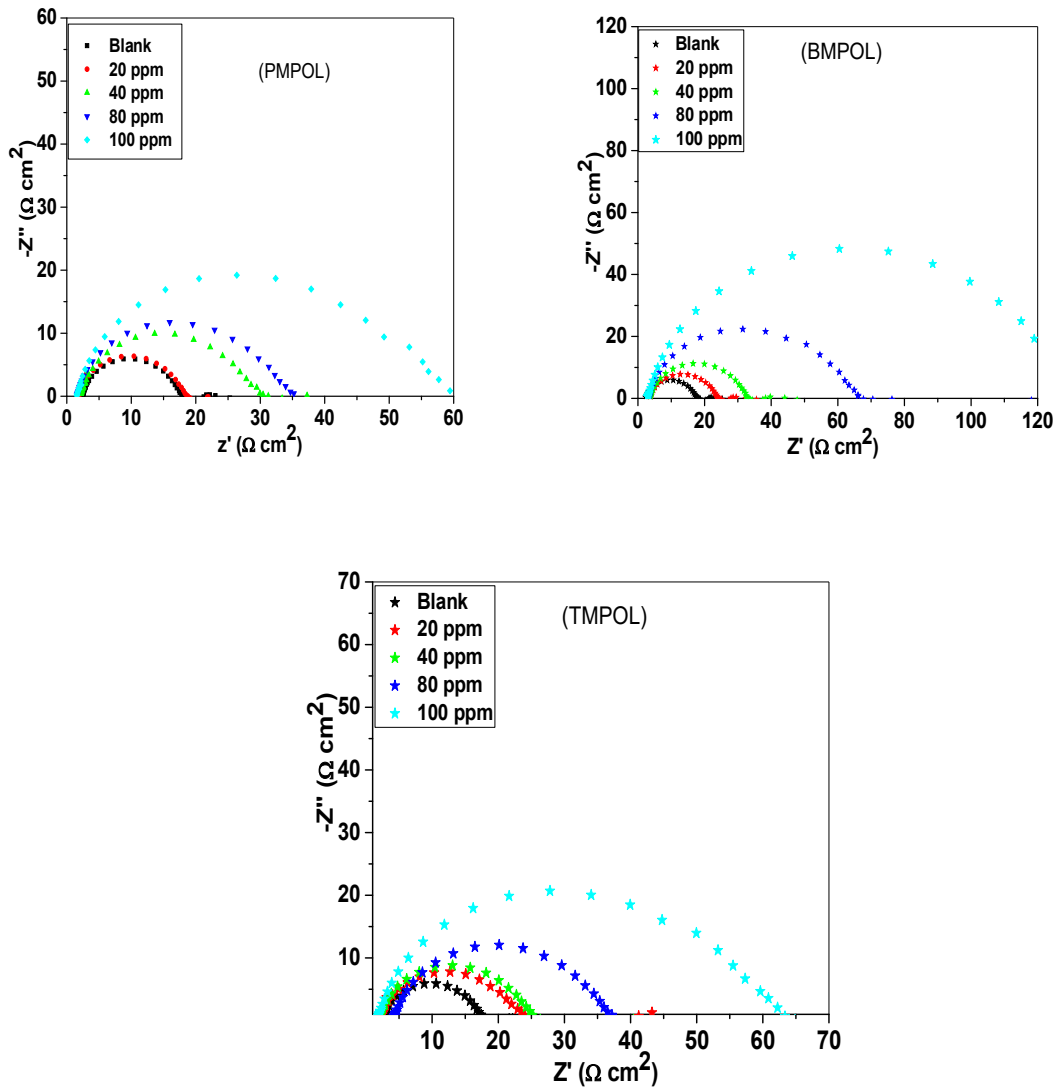 60
50
40
30
20
10
0
-Z'' (Ω cm²)
Blank
20 ppm
40 ppm
80 ppm
100 ppm
(PMPOL)
0 10 20 30 40 50 60
z' (Ω cm²)
120
100
80
60
40
20
0
-Z'' (Ω cm²)
Blank
20 ppm
40 ppm
80 ppm
100 ppm
(BMPOL)
0 20 40 60 80 100 120
Z' (Ω cm²)
70
60
50
40
30
20
10
-Z'' (Ω cm²)
Blank
20 ppm
40 ppm
80 ppm
100 ppm
(TMPOL)
10 20 30 40 50 60 70
Z' (Ω cm²)